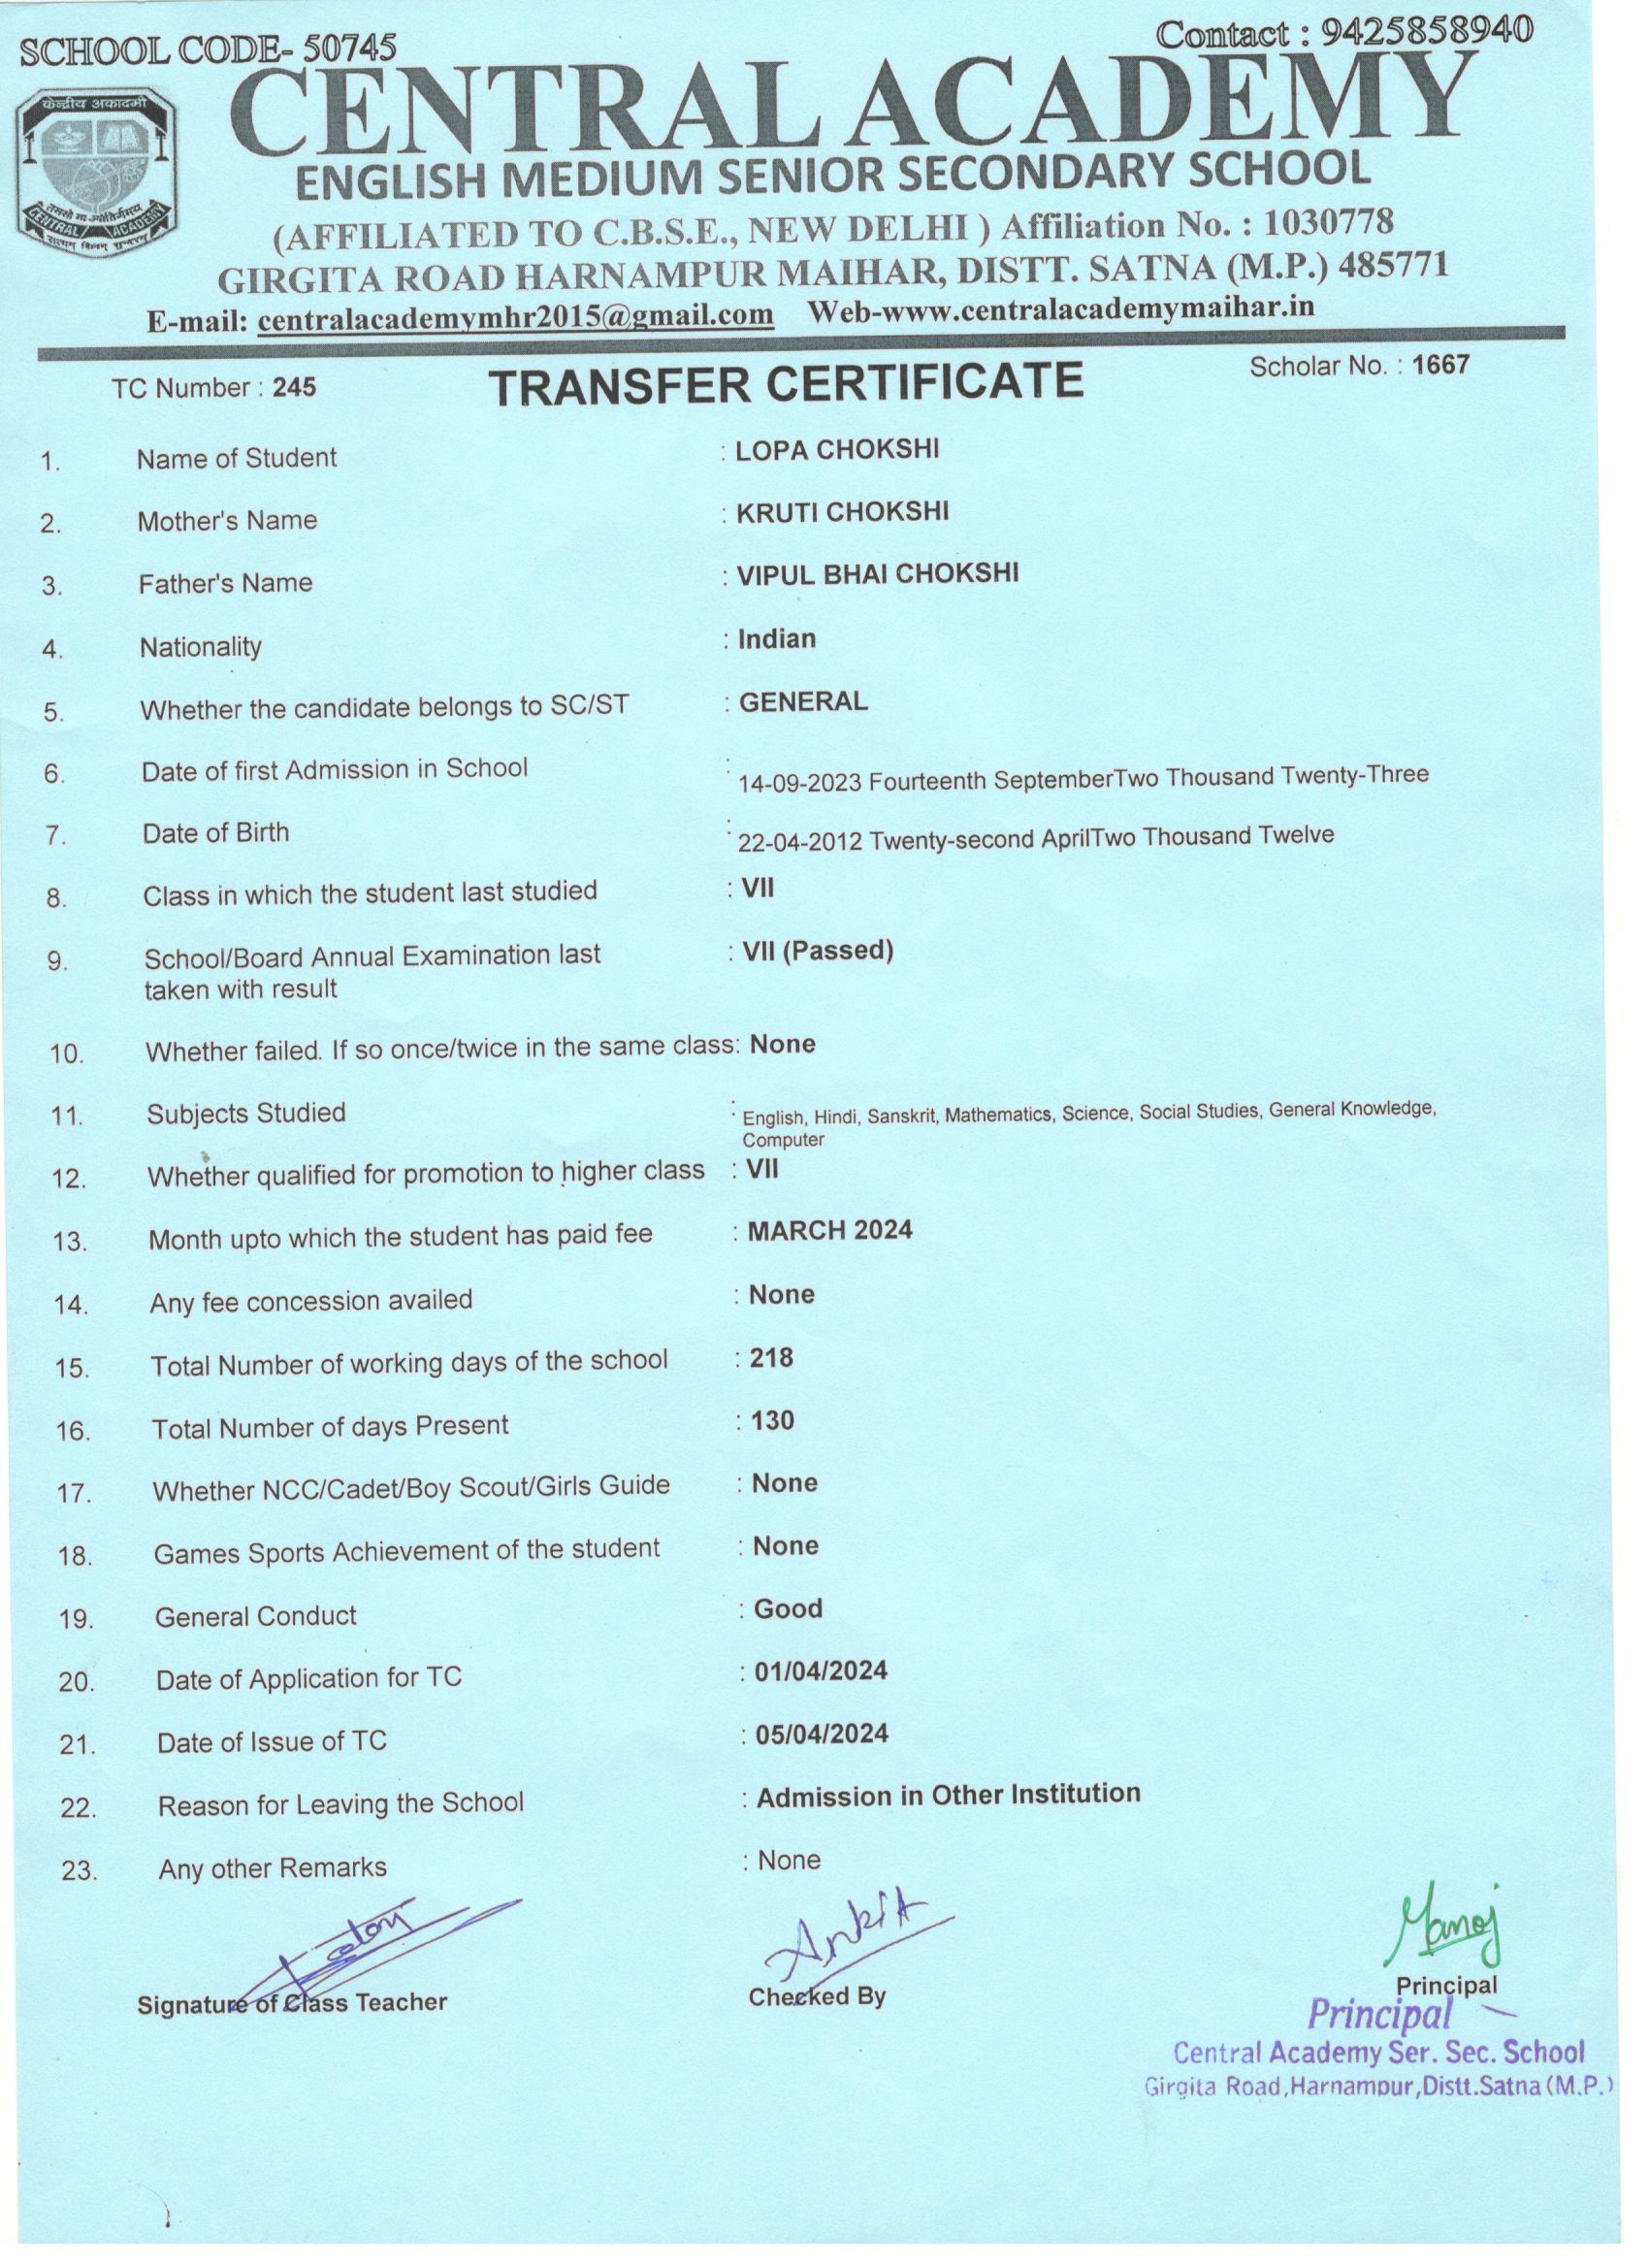 SCHOOL CODE- 50745
Contact : 9425858940
केन्द्रीय अकादमी
तमसो मा ज्योतिर्गमय
CENTRAL ACADEMY
CENTRAL ACADEMY
ENGLISH MEDIUM SENIOR SECONDARY SCHOOL
(AFFILIATED TO C.B.S.E., NEW DELHI ) Affiliation No. : 1030778
GIRGITA ROAD HARNAMPUR MAIHAR, DISTT. SATNA (M.P.) 485771
E-mail: centralacademymhr2015@gmail.com Web-www.centralacademymaihar.in
TC Number : 245 TRANSFER CERTIFICATE Scholar No. : 1667
1. Name of Student : LOPA CHOKSHI
2. Mother's Name : KRUTI CHOKSHI
3. Father's Name : VIPUL BHAI CHOKSHI
4. Nationality : Indian
5. Whether the candidate belongs to SC/ST : GENERAL
6. Date of first Admission in School : 14-09-2023 Fourteenth SeptemberTwo Thousand Twenty-Three
7. Date of Birth : 22-04-2012 Twenty-second AprilTwo Thousand Twelve
8. Class in which the student last studied : VII
9. School/Board Annual Examination last : VII (Passed)
taken with result
10. Whether failed. If so once/twice in the same class: None
11. Subjects Studied : English, Hindi, Sanskrit, Mathematics, Science, Social Studies, General Knowledge,
Computer
12. Whether qualified for promotion to higher class : VII
13. Month upto which the student has paid fee : MARCH 2024
14. Any fee concession availed : None
15. Total Number of working days of the school : 218
16. Total Number of days Present : 130
17. Whether NCC/Cadet/Boy Scout/Girls Guide : None
18. Games Sports Achievement of the student : None
19. General Conduct : Good
20. Date of Application for TC : 01/04/2024
21. Date of Issue of TC : 05/04/2024
22. Reason for Leaving the School : Admission in Other Institution
23. Any other Remarks : None
Ankit
Manoj
Signature of Class Teacher Checked By Principal
Principal
Central Academy Ser. Sec. School
Girgita Road,Harnampur,Distt.Satna (M.P.)